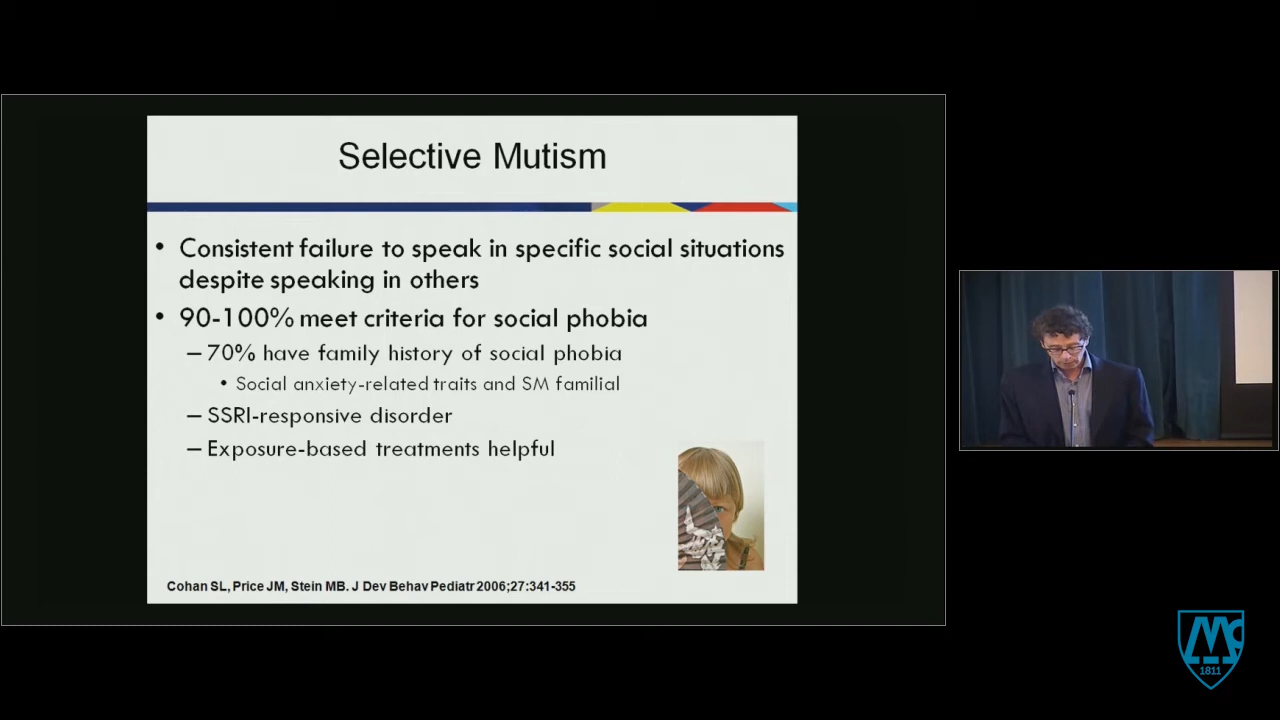 Selective Mutism
• Consistent failure to speak in specific social situations
despite speaking in others
• 90-100% meet criteria for social phobia
– 70% have family history of social phobia
• Social anxiety-related traits and SM familial
– SSRI-responsive disorder
– Exposure-based treatments helpful
Cohan SL, Price JM, Stein MB. J Dev Behav Pediatr 2006;27:341-355
1811